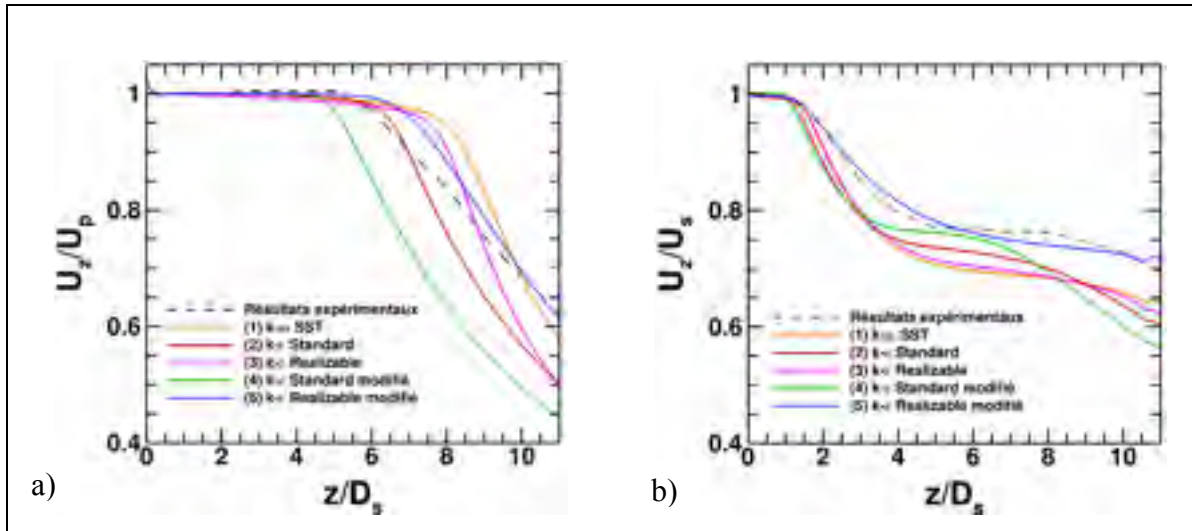 1
0.8
0.6
0.4
U_z/U_p
0 2 4 6 8 10
z/D_s
Résultats expérimentaux
(1) k-ω SST
(2) k-ε Standard
(3) k-ε Realizable
(4) k-ε Standard modifié
(5) k-ε Realizable modifié
a)
1
0.8
0.6
0.4
U_z/U_s
0 2 4 6 8 10
z/D_s
Résultats expérimentaux
(1) k-ω SST
(2) k-ε Standard
(3) k-ε Realizable
(4) k-ε Standard modifié
(5) k-ε Realizable modifié
b)